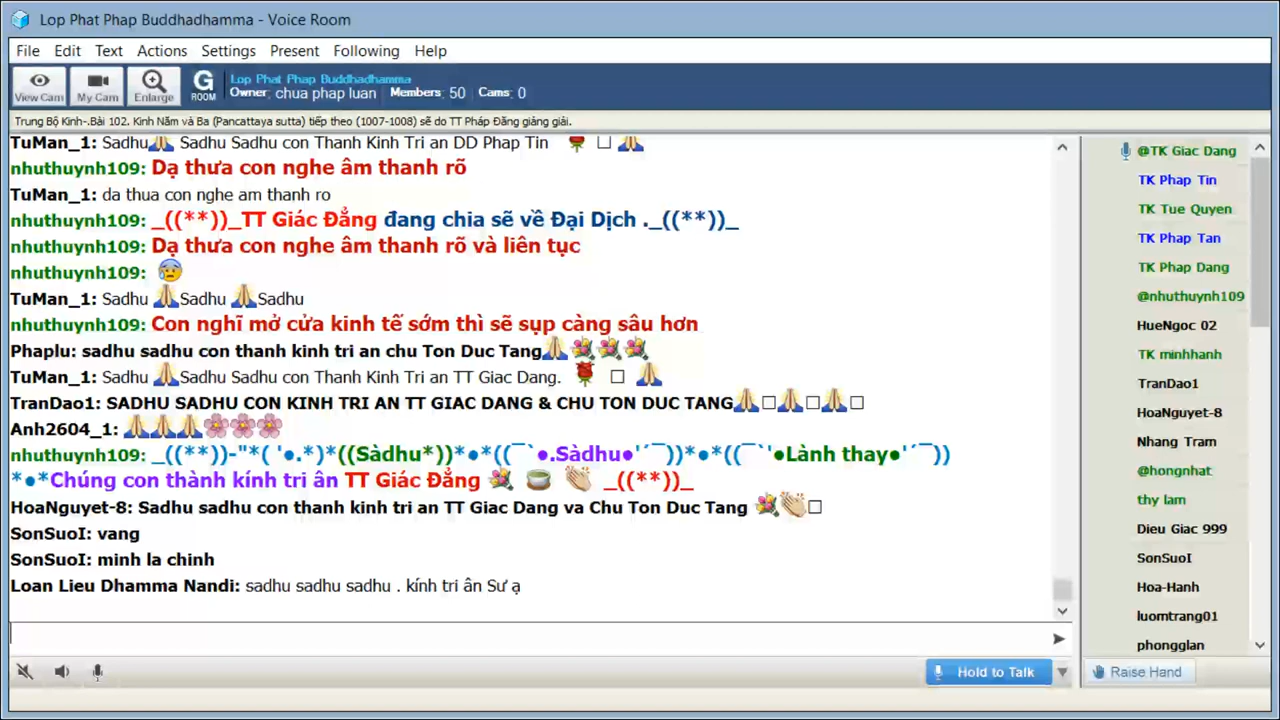 Lop Phat Phap Buddhadhamma - Voice Room
File Edit Text Actions Settings Present Following Help
View Cam My Cam Enlarge G ROOM
Lop Phat Phap Buddhadhamma
Owner: chua phap luan Members: 50 Cams: 0
Trung Bộ Kinh-.Bài 102. Kinh Năm và Ba (Pancattaya sutta) tiếp theo (1007-1008) sẽ do TT Pháp Đăng giảng giải.
TuMan_1: Sadhu🙏 Sadhu Sadhu con Thanh Kinh Tri an DD Phap Tin 🌹 □ 🙏
nhuthuynh109: Dạ thưa con nghe âm thanh rõ
TuMan_1: da thua con nghe am thanh ro
nhuthuynh109: _((**))_TT Giác Đẳng đang chia sẽ về Đại Dịch ._((**))_
nhuthuynh109: Dạ thưa con nghe âm thanh rõ và liên tục
nhuthuynh109: 😰
TuMan_1: Sadhu 🙏Sadhu 🙏Sadhu
nhuthuynh109: Con nghĩ mở cửa kinh tế sớm thì sẽ sụp càng sâu hơn
Phaplu: sadhu sadhu con thanh kinh tri an chu Ton Duc Tang🙏💐💐💐
TuMan_1: Sadhu 🙏Sadhu Sadhu con Thanh Kinh Tri an TT Giac Dang. 🌹 □ 🙏
TranDao1: SADHU SADHU CON KINH TRI AN TT GIAC DANG & CHU TON DUC TANG🙏□🙏□🙏□
Anh2604_1: 🙏🙏🙏🌸🌸🌸
nhuthuynh109: _((**))-"*( '●.*)*((Sàdhu*))*●*((¯`●.Sàdhu●'´¯))*●*((¯`'●Lành thay●'´¯))
*●*Chúng con thành kính tri ân TT Giác Đẳng 💐 🍵 👏 _((**))_
HoaNguyet-8: Sadhu sadhu con thanh kinh tri an TT Giac Dang va Chu Ton Duc Tang 💐👏□
SonSuoI: vang
SonSuoI: minh la chinh
Loan Lieu Dhamma Nandi: sadhu sadhu sadhu . kính tri ân Sư ạ
Hold to Talk
@TK Giac Dang
TK Phap Tin
TK Tue Quyen
TK Phap Tan
TK Phap Dang
@nhuthuynh109
HueNgoc 02
TK minhhanh
TranDao1
HoaNguyet-8
Nhang Tram
@hongnhat
thy lam
Dieu Giac 999
SonSuoI
Hoa-Hanh
luomtrang01
phongglan
Raise Hand